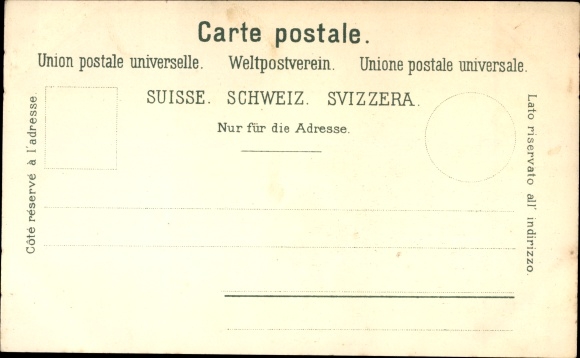 Carte postale.
Union postale universelle. Weltpostverein. Unione postale universale.
SUISSE. SCHWEIZ. SVIZZERA.
Nur für die Adresse.
Côté réservé à l'adresse.
Lato riservato all' indirizzo.